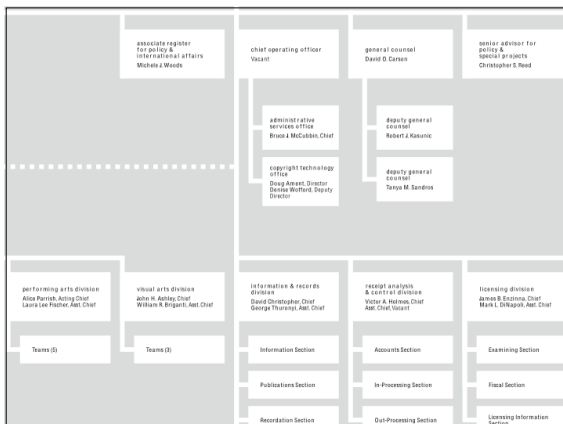 associate register
for policy &
international affairs
Michele J. Woods
chief operating officer
Vacant
general counsel
David O. Carson
senior advisor for
policy &
special projects
Christopher S. Reed
administrative
services office
Bruce J. McCubbin, Chief
copyright technology
office
Doug Ament, Director
Denise Wofford, Deputy
Director
deputy general
counsel
Robert J. Kasunic
deputy general
counsel
Tanya M. Sandros
performing arts division
Alice Parrish, Acting Chief
Laura Lee Fischer, Asst. Chief
Teams (5)
visual arts division
John H. Ashley, Chief
William R. Briganti, Asst. Chief
Teams (3)
information & records
division
David Christopher, Chief
George Thuronyi, Asst. Chief
Information Section
Publications Section
Recordation Section
receipt analysis
& control division
Victor A. Holmes, Chief
Asst. Chief, Vacant
Accounts Section
In-Processing Section
Out-Processing Section
licensing division
James B. Enzinna, Chief
Mark L. DiNapoli, Asst. Chief
Examining Section
Fiscal Section
Licensing Information
Section